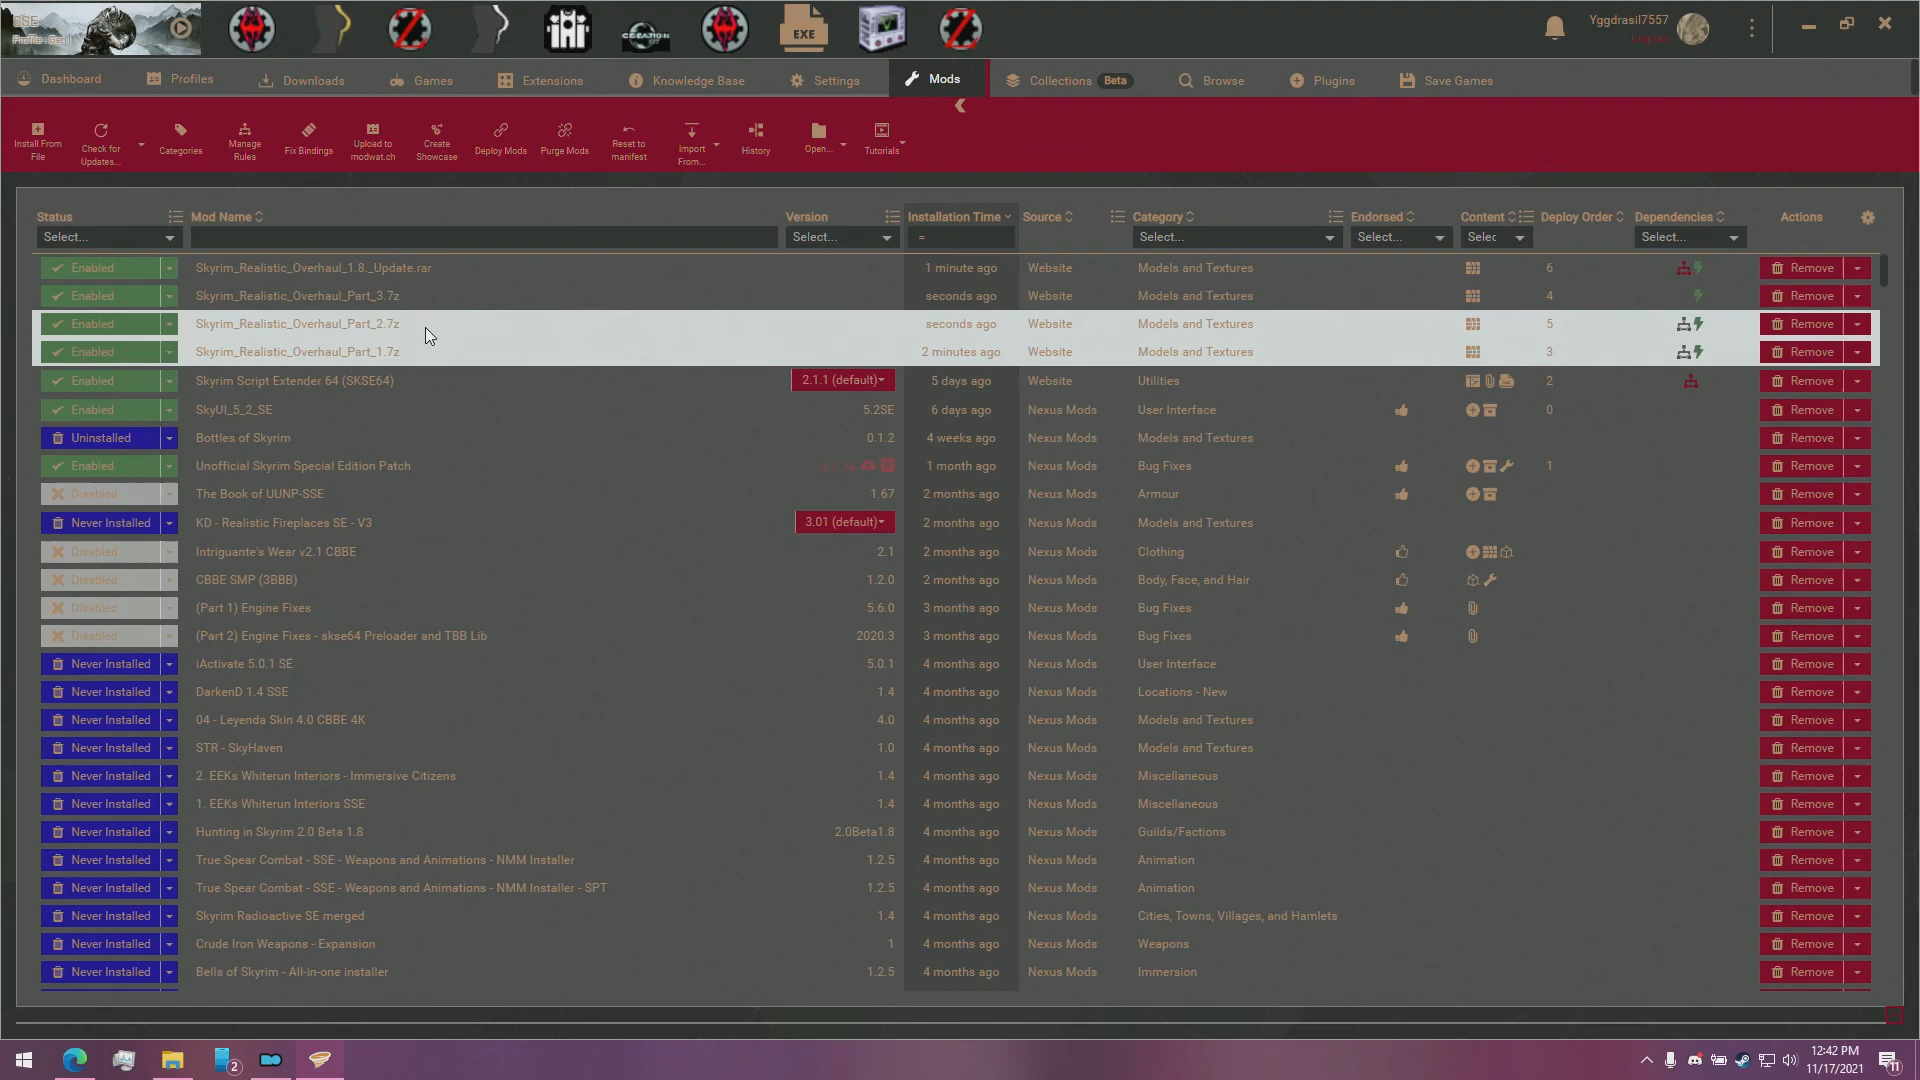 SSE
Profile : Gen1
EXE
CREATION
Yggdrasil7557
Log out
Dashboard
Profiles
Downloads
Games
Extensions
Knowledge Base
Settings
Mods
Collections Beta
Browse
Plugins
Save Games
Install From File
Check for Updates...
Categories
Manage Rules
Fix Bindings
Upload to modwat.ch
Create Showcase
Deploy Mods
Purge Mods
Reset to manifest
Import From...
History
Open...
Tutorials
Status Mod Name Version Installation Time Source Category Endorsed Content Deploy Order Dependencies Actions
Select... Select... = Select... Select... Selec Select...
Enabled Skyrim_Realistic_Overhaul_1.8._Update.rar 1 minute ago Website Models and Textures 6 Remove
Enabled Skyrim_Realistic_Overhaul_Part_3.7z seconds ago Website Models and Textures 4 Remove
Enabled Skyrim_Realistic_Overhaul_Part_2.7z seconds ago Website Models and Textures 5 Remove
Enabled Skyrim_Realistic_Overhaul_Part_1.7z 2 minutes ago Website Models and Textures 3 Remove
Enabled Skyrim Script Extender 64 (SKSE64) 2.1.1 (default) 5 days ago Website Utilities 2 Remove
Enabled SkyUI_5_2_SE 5.2SE 6 days ago Nexus Mods User Interface 0 Remove
Uninstalled Bottles of Skyrim 0.1.2 4 weeks ago Nexus Mods Models and Textures Remove
Enabled Unofficial Skyrim Special Edition Patch 1 month ago Nexus Mods Bug Fixes 1 Remove
Disabled The Book of UUNP-SSE 1.67 2 months ago Nexus Mods Armour Remove
Never Installed KD - Realistic Fireplaces SE - V3 3.01 (default) 2 months ago Nexus Mods Models and Textures Remove
Disabled Intriguante's Wear v2.1 CBBE 2.1 2 months ago Nexus Mods Clothing Remove
Disabled CBBE SMP (3BBB) 1.2.0 2 months ago Nexus Mods Body, Face, and Hair Remove
Disabled (Part 1) Engine Fixes 5.6.0 3 months ago Nexus Mods Bug Fixes Remove
Disabled (Part 2) Engine Fixes - skse64 Preloader and TBB Lib 2020.3 3 months ago Nexus Mods Bug Fixes Remove
Never Installed iActivate 5.0.1 SE 5.0.1 4 months ago Nexus Mods User Interface Remove
Never Installed DarkenD 1.4 SSE 1.4 4 months ago Nexus Mods Locations - New Remove
Never Installed 04 - Leyenda Skin 4.0 CBBE 4K 4.0 4 months ago Nexus Mods Models and Textures Remove
Never Installed STR - SkyHaven 1.0 4 months ago Nexus Mods Models and Textures Remove
Never Installed 2. EEKs Whiterun Interiors - Immersive Citizens 1.4 4 months ago Nexus Mods Miscellaneous Remove
Never Installed 1. EEKs Whiterun Interiors SSE 1.4 4 months ago Nexus Mods Miscellaneous Remove
Never Installed Hunting in Skyrim 2.0 Beta 1.8 2.0Beta1.8 4 months ago Nexus Mods Guilds/Factions Remove
Never Installed True Spear Combat - SSE - Weapons and Animations - NMM Installer 1.2.5 4 months ago Nexus Mods Animation Remove
Never Installed True Spear Combat - SSE - Weapons and Animations - NMM Installer - SPT 1.2.5 4 months ago Nexus Mods Animation Remove
Never Installed Skyrim Radioactive SE merged 1.4 4 months ago Nexus Mods Cities, Towns, Villages, and Hamlets Remove
Never Installed Crude Iron Weapons - Expansion 1 4 months ago Nexus Mods Weapons Remove
Never Installed Bells of Skyrim - All-in-one installer 1.2.5 4 months ago Nexus Mods Immersion Remove
2
12:42 PM
11/17/2021
11